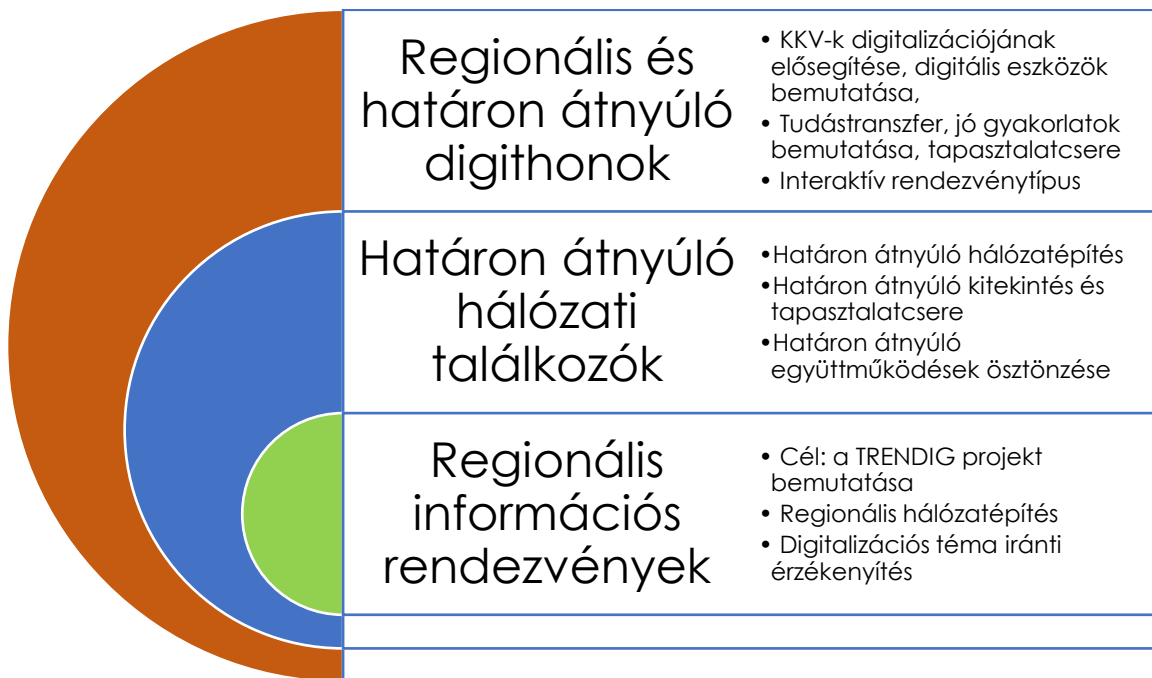 Regionális és
határon átnyúló
digithonok
• KKV-k digitalizációjának
elősegítése, digitális eszközök
bemutatása,
• Tudástranszfer, jó gyakorlatok
bemutatása, tapasztalatcsere
• Interaktív rendezvénytípus
Határon átnyúló
hálózati
találkozók
•Határon átnyúló hálózatépítés
•Határon átnyúló kitekintés és
tapasztalatcsere
•Határon átnyúló
együttműködések ösztönzése
Regionális
információs
rendezvények
• Cél: a TRENDIG projekt
bemutatása
• Regionális hálózatépítés
• Digitalizációs téma iránti
érzékenyítés